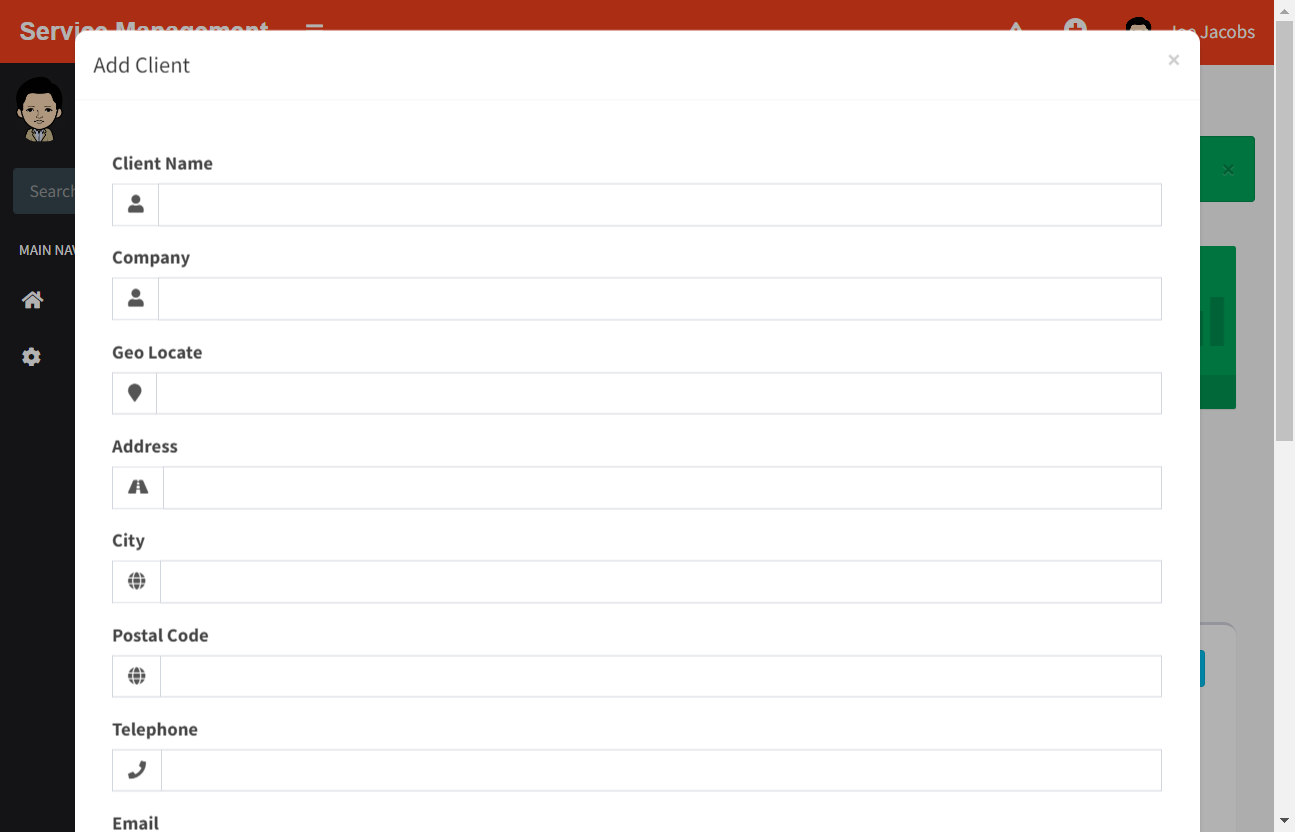 Service Management
Joe Jacobs
Add Client
×
Search
MAIN NAV
Client Name
Company
Geo Locate
Address
City
Postal Code
Telephone
Email